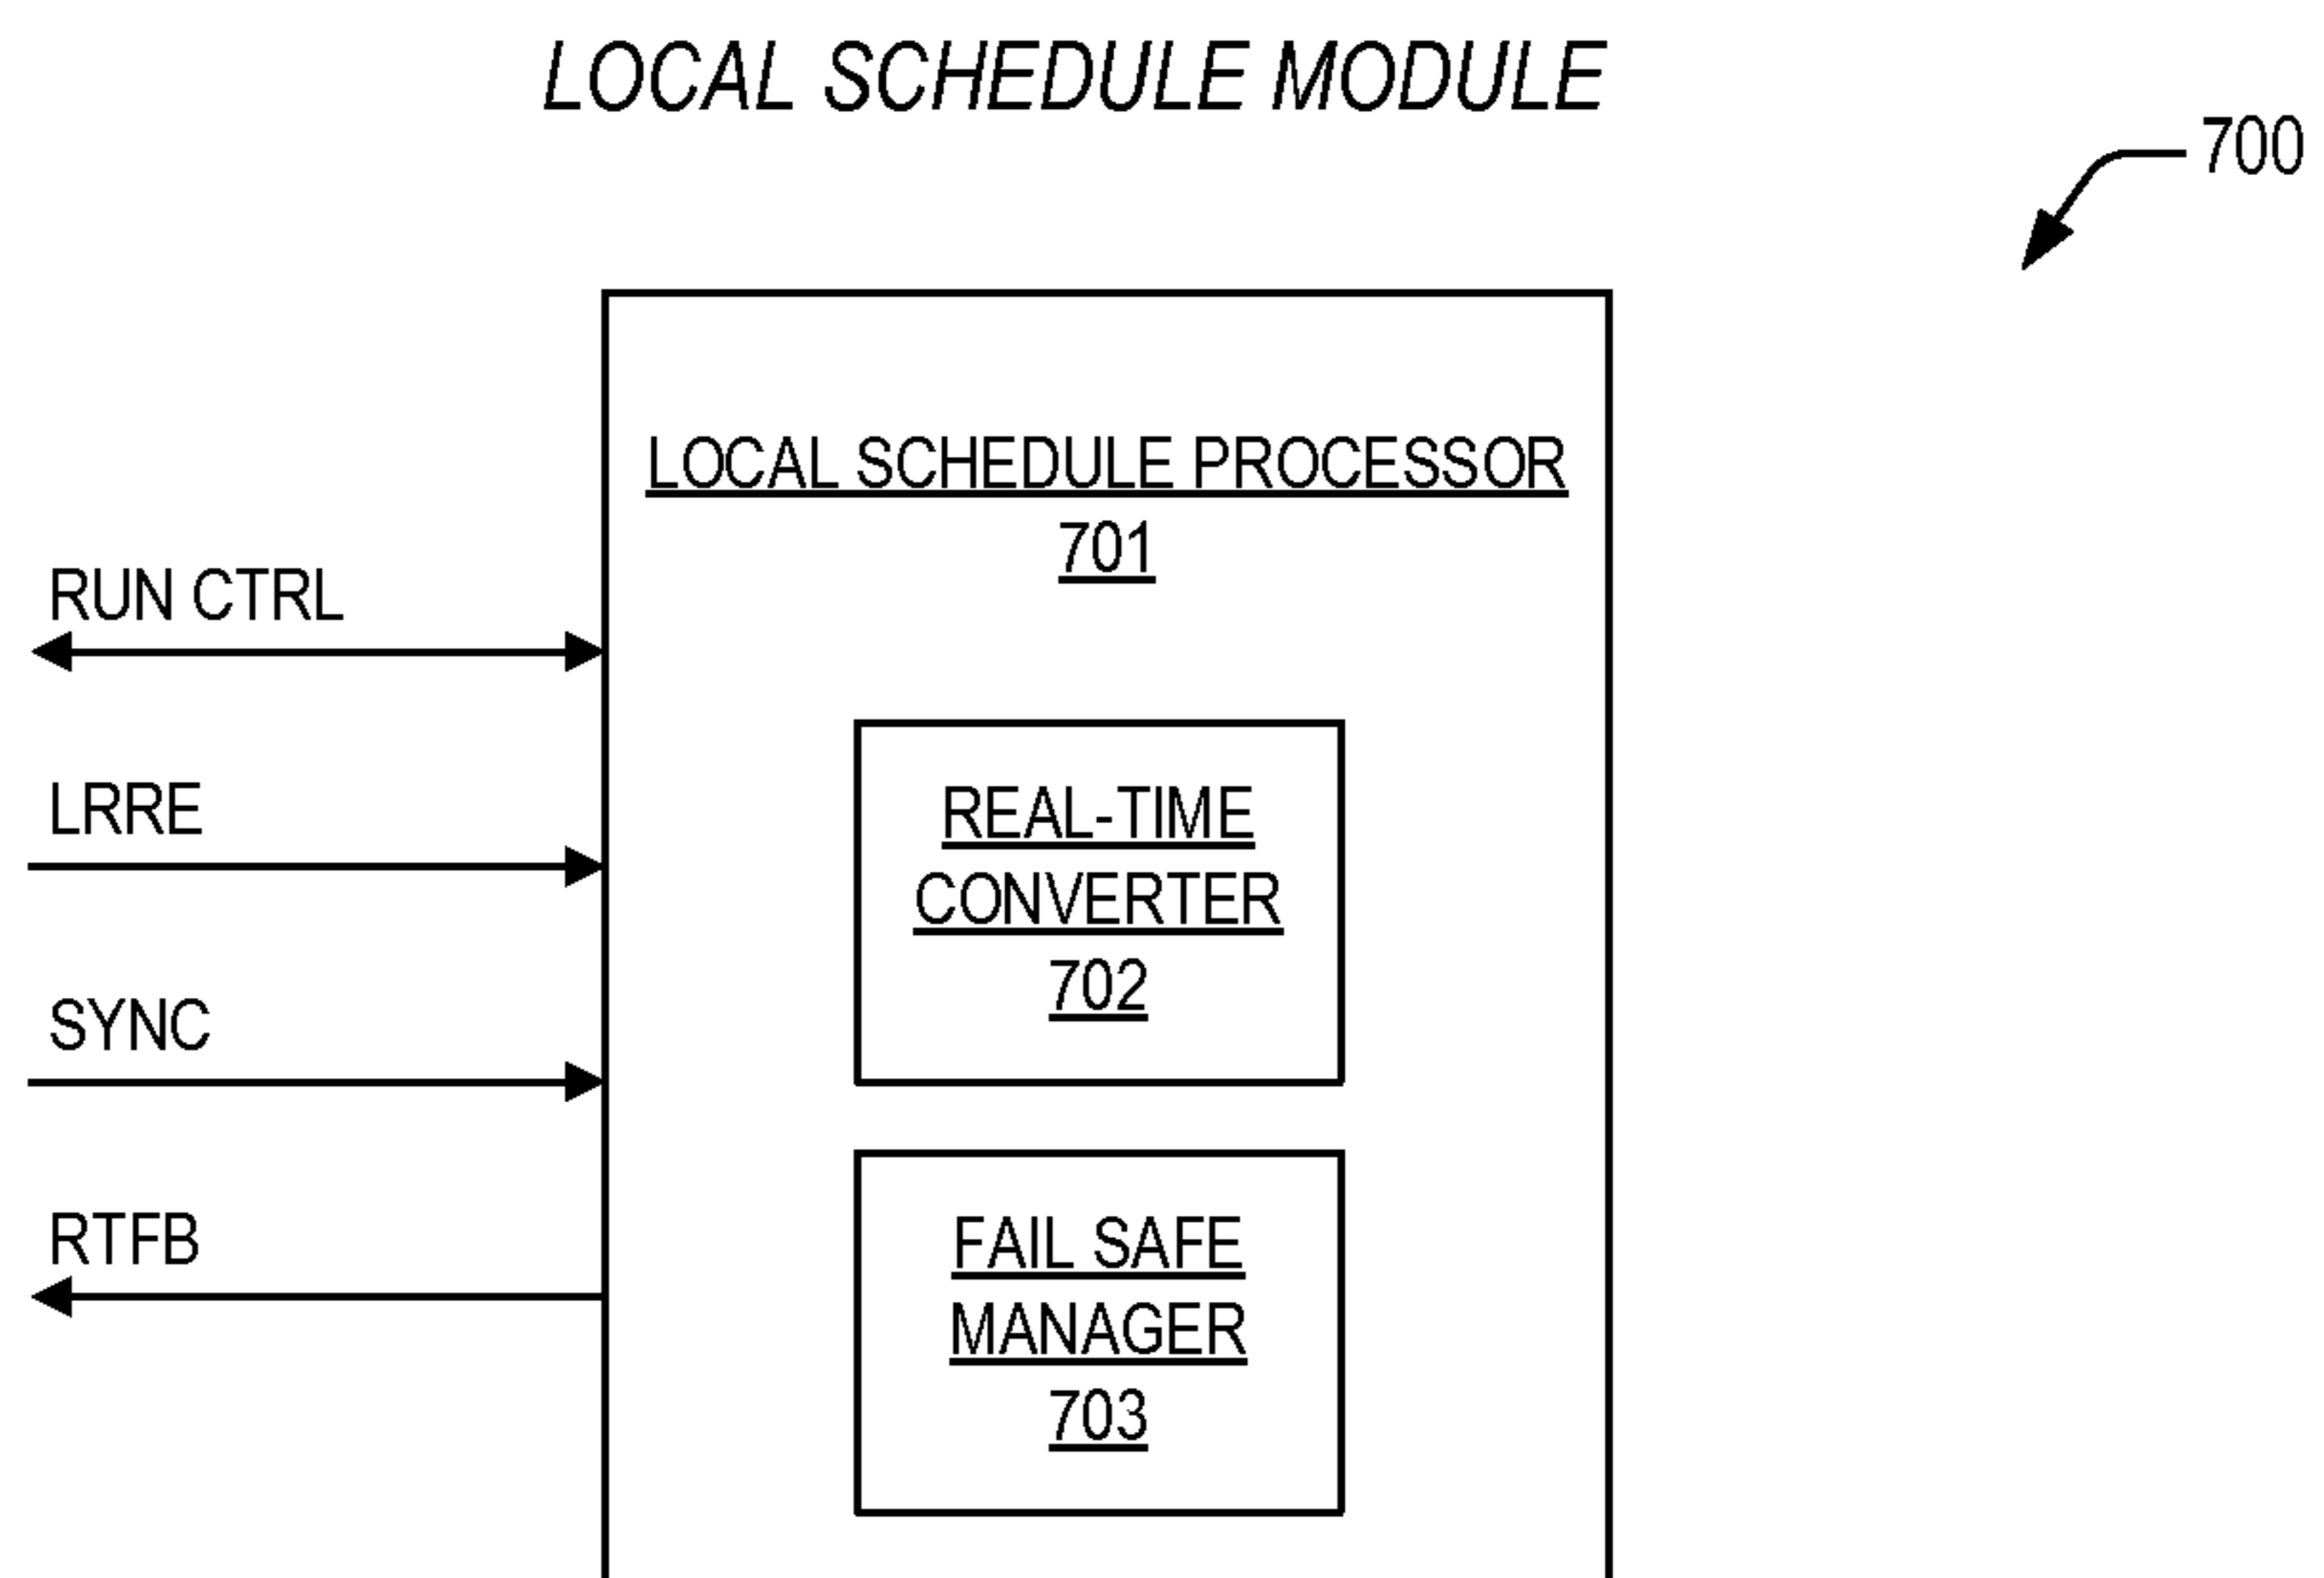 LOCAL SCHEDULE MODULE
700
LOCAL SCHEDULE PROCESSOR
701
RUN CTRL
LRRE
SYNC
RTFB
REAL-TIME
CONVERTER
702
FAIL SAFE
MANAGER
703